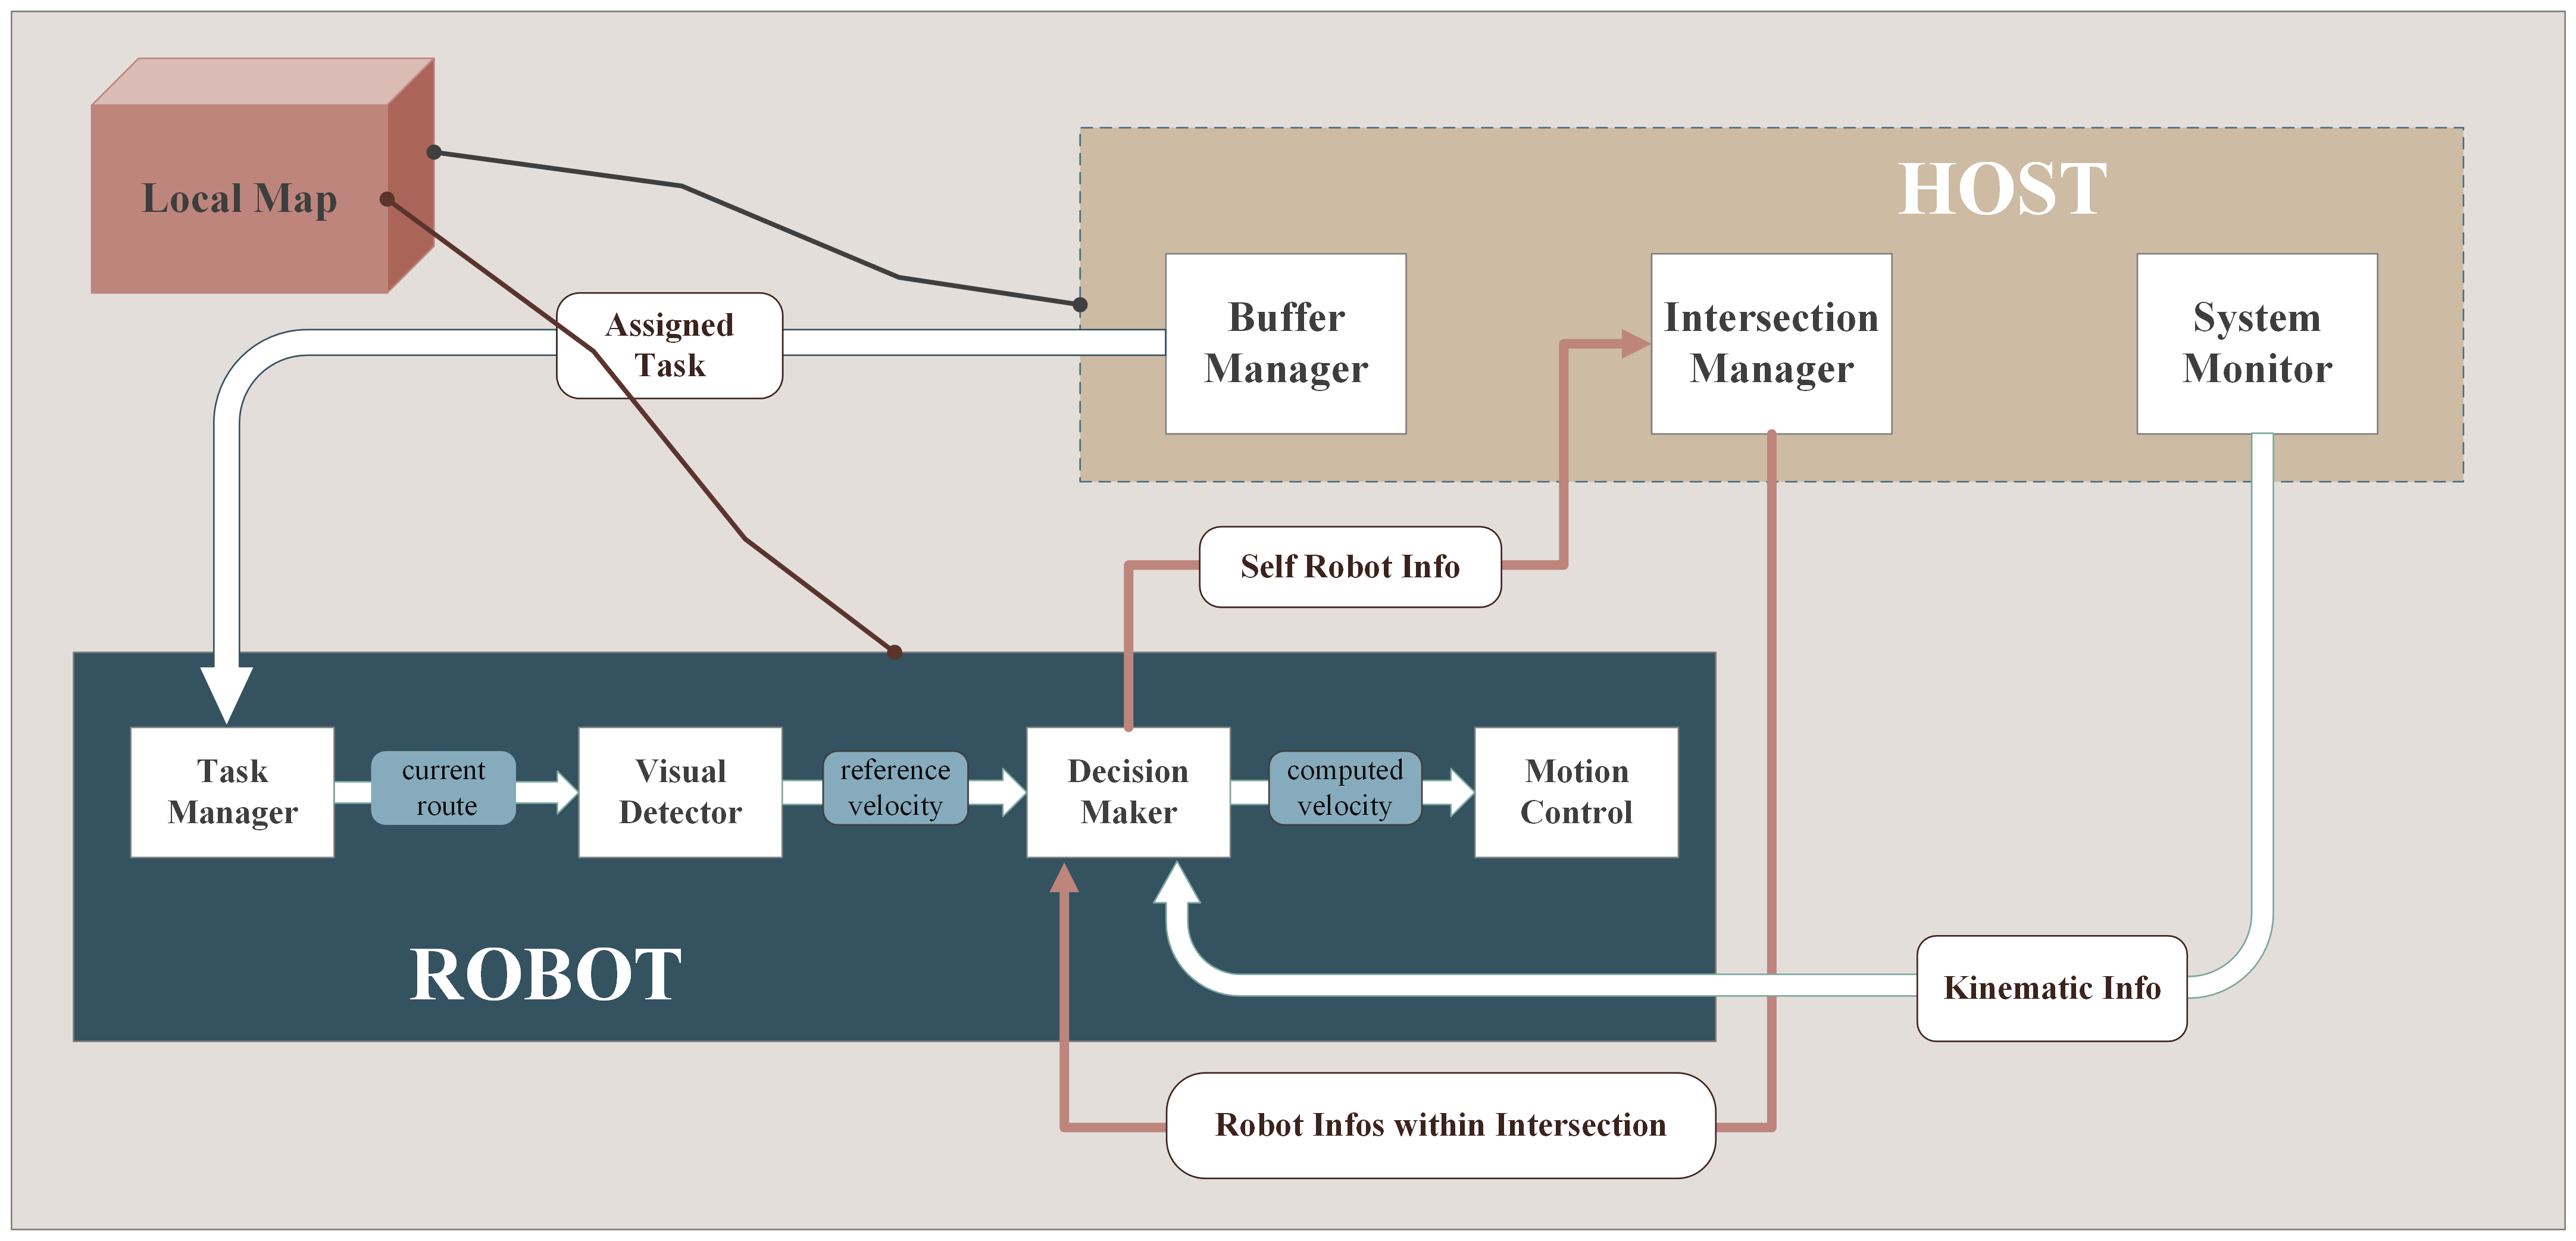 Local Map
HOST
Buffer
Manager
Intersection
Manager
System
Monitor
Assigned
Task
Self Robot Info
Task
Manager
current
route
Visual
Detector
reference
velocity
Decision
Maker
computed
velocity
Motion
Control
ROBOT
Kinematic Info
Robot Infos within Intersection